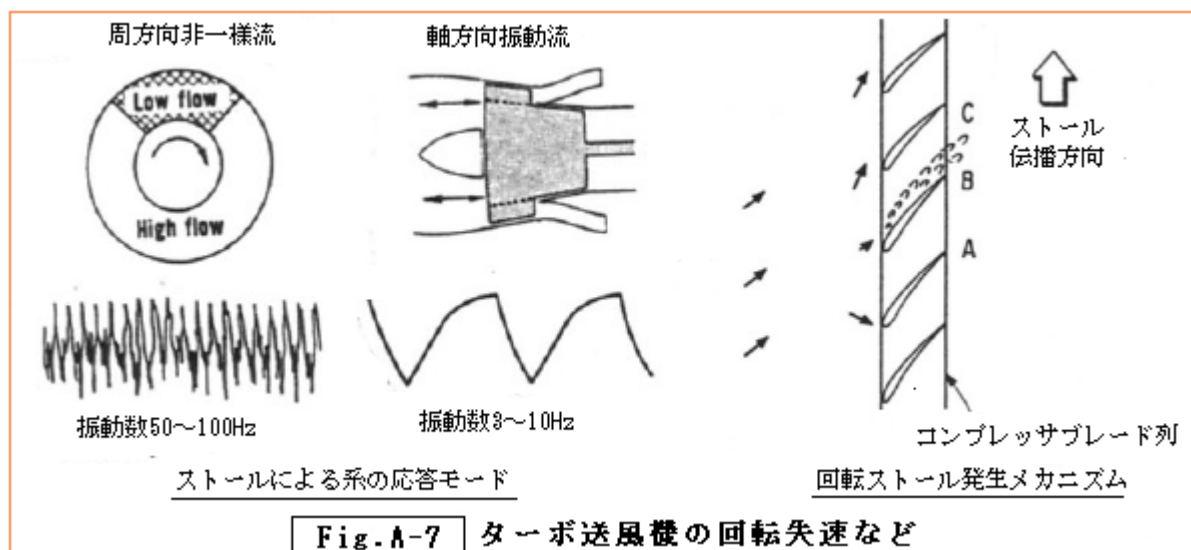 周方向非一様流
Low flow
High flow
振動数50～100Hz
軸方向振動流
振動数3～10Hz
ストールによる系の応答モード
C
B
A
ストール
伝播方向
コンプレッサブレード列
回転ストール発生メカニズム
Fig.A-7 ターボ送風機の回転失速など